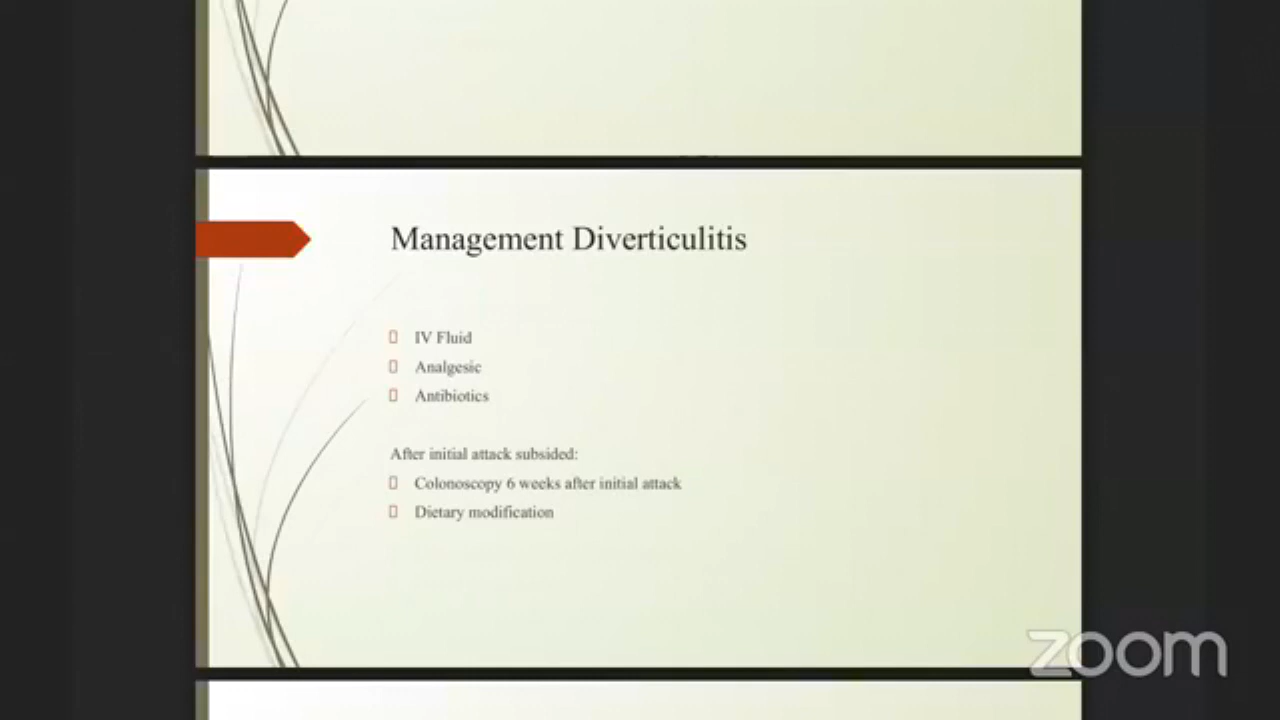 Management Diverticulitis
IV Fluid
Analgesic
Antibiotics
After initial attack subsided:
Colonoscopy 6 weeks after initial attack
Dietary modification
zoom